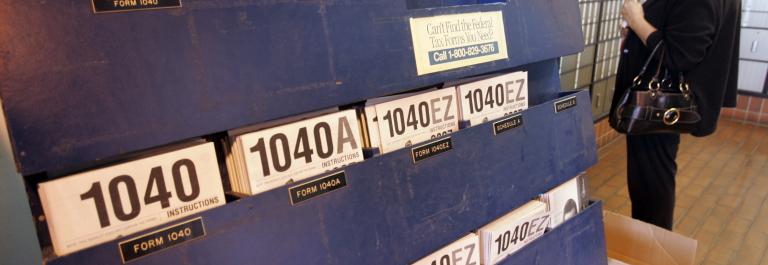 FORM 1040
Can't Find the Federal
Tax Forms You Need?
Call 1-800-829-3676
1040
INSTRUCTIONS
FORM 1040
1040A
INSTRUCTIONS
FORM 1040A
1040EZ
FORM 1040EZ
1040EZ
SCHEDULE A
SCHEDULE B
1040EZ
1040EZ